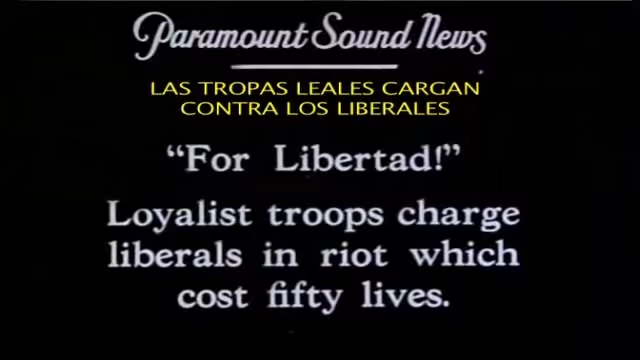 Paramount Sound News
LAS TROPAS LEALES CARGAN
CONTRA LOS LIBERALES
“For Libertad!”
Loyalist troops charge
liberals in riot which
cost fifty lives.